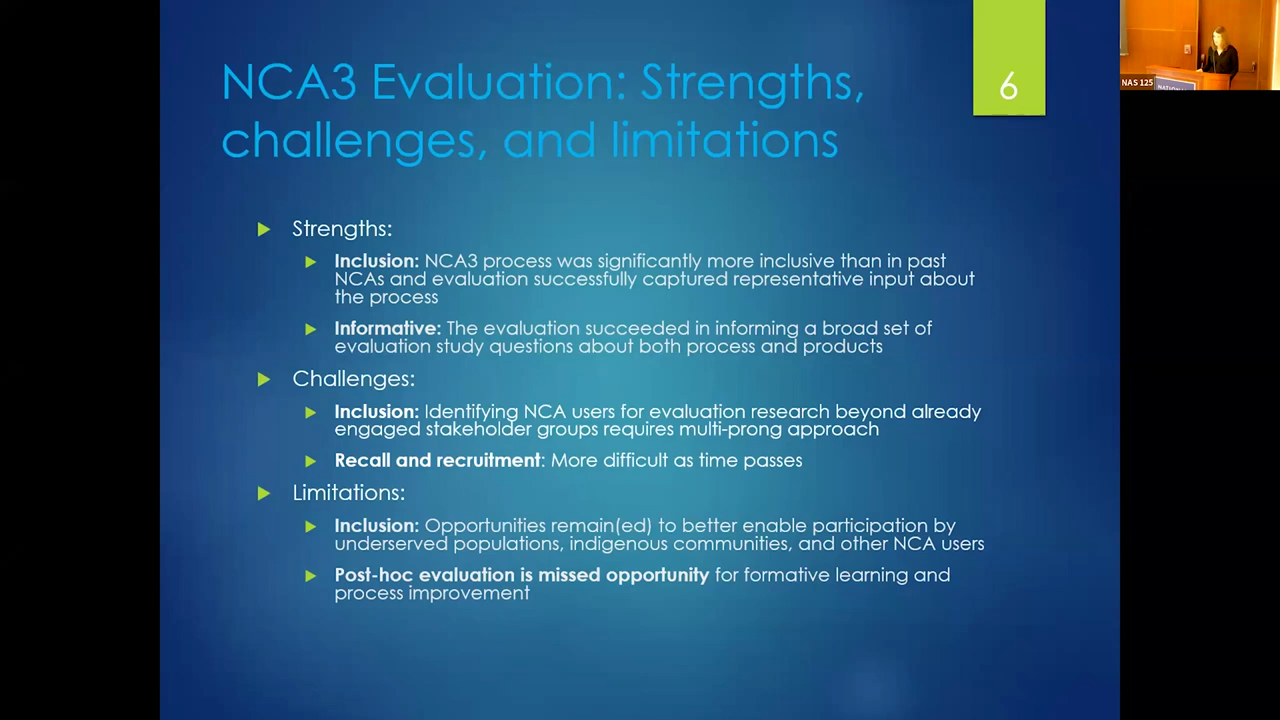 NCA3 Evaluation: Strengths,
challenges, and limitations
6
Strengths:
Inclusion: NCA3 process was significantly more inclusive than in past
NCAs and evaluation successfully captured representative input about
the process
Informative: The evaluation succeeded in informing a broad set of
evaluation study questions about both process and products
Challenges:
Inclusion: Identifying NCA users for evaluation research beyond already
engaged stakeholder groups requires multi-prong approach
Recall and recruitment: More difficult as time passes
Limitations:
Inclusion: Opportunities remain(ed) to better enable participation by
underserved populations, indigenous communities, and other NCA users
Post-hoc evaluation is missed opportunity for formative learning and
process improvement
NAS 125